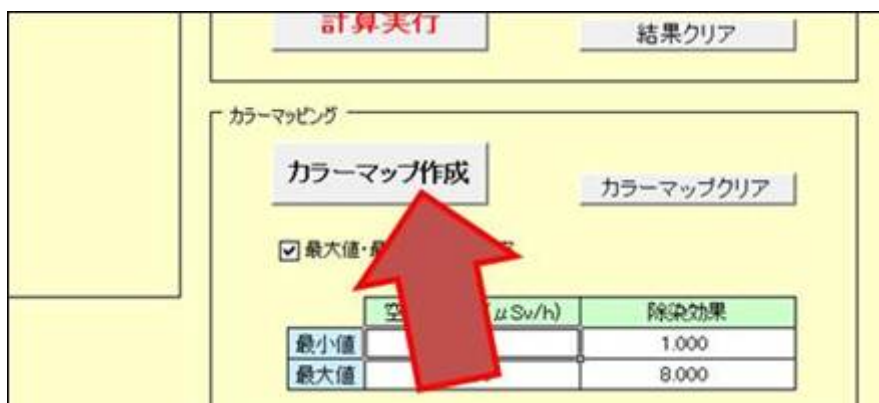 計算実行
結果クリア
カラーマッピング
カラーマップ作成
カラーマップクリア
最大値・
空 (μSv/h) 除染効果
最小値 1.000
最大値 8.000